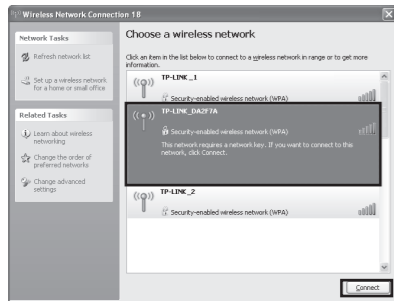 Wireless Network Connection 18
Network Tasks
Refresh network list
Set up a wireless network
for a home or small office
Related Tasks
Learn about wireless
networking
Change the order of
preferred networks
Change advanced
settings
Choose a wireless network
Click an item in the list below to connect to a wireless network in range or to get more
information.
TP-LINK_1
Security-enabled wireless network (WPA)
TP-LINK_DA2F7A
Security-enabled wireless network (WPA)
This network requires a network key. If you want to connect to this
network, click Connect.
TP-LINK_2
Security-enabled wireless network (WPA)
Connect